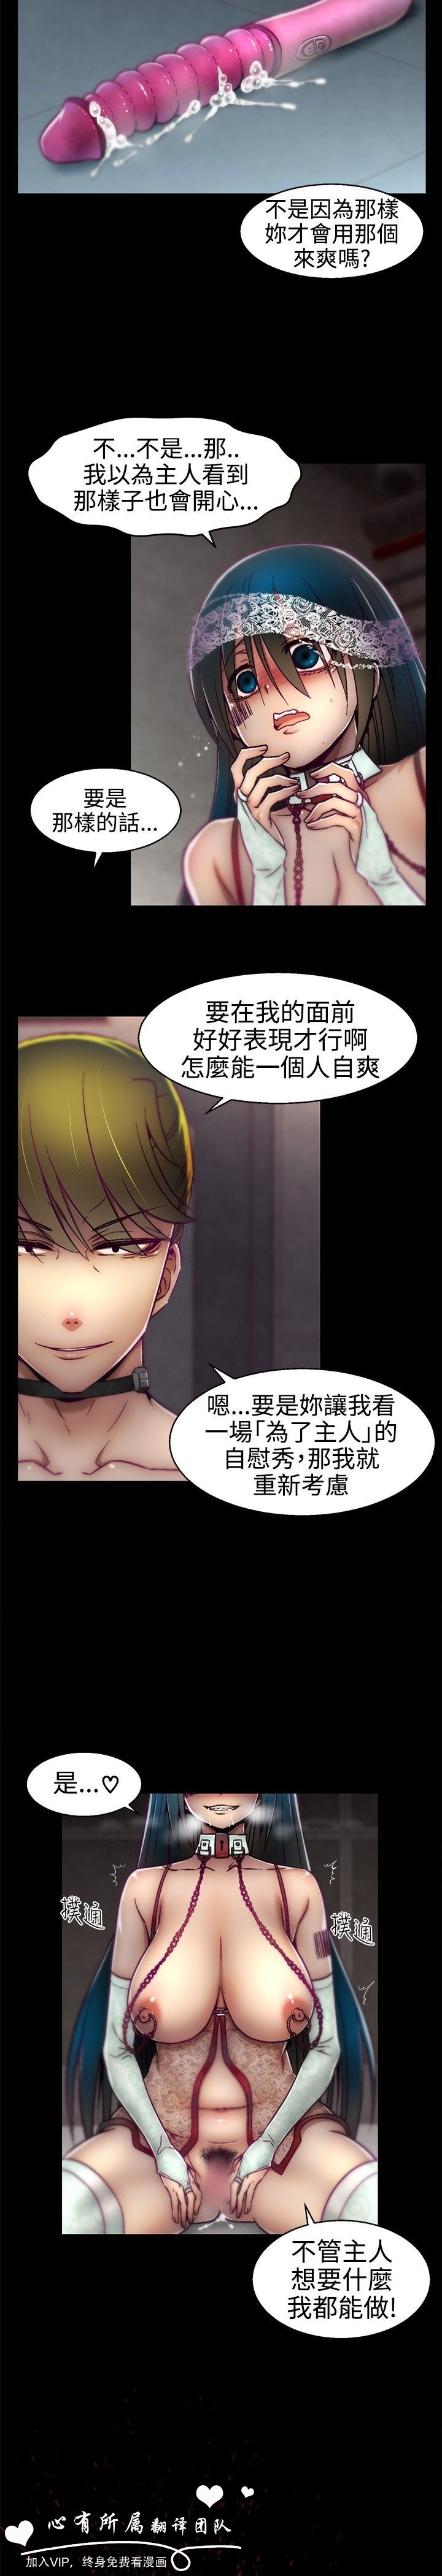 不是因為那樣
妳才會用那個
來爽嗎?
不...不是...那..
我以為主人看到
那樣子也會開心...
要是
那樣的話...
要在我的面前
好好表現才行啊
怎麼能一個人自爽
嗯...要是妳讓我看
一場「為了主人」的
自慰秀,那我就
重新考慮
是...♡
撲通
撲通
不管主人
想要什麼
我都能做!
心有所属翻译团队
加入VIP，终身免费看漫画